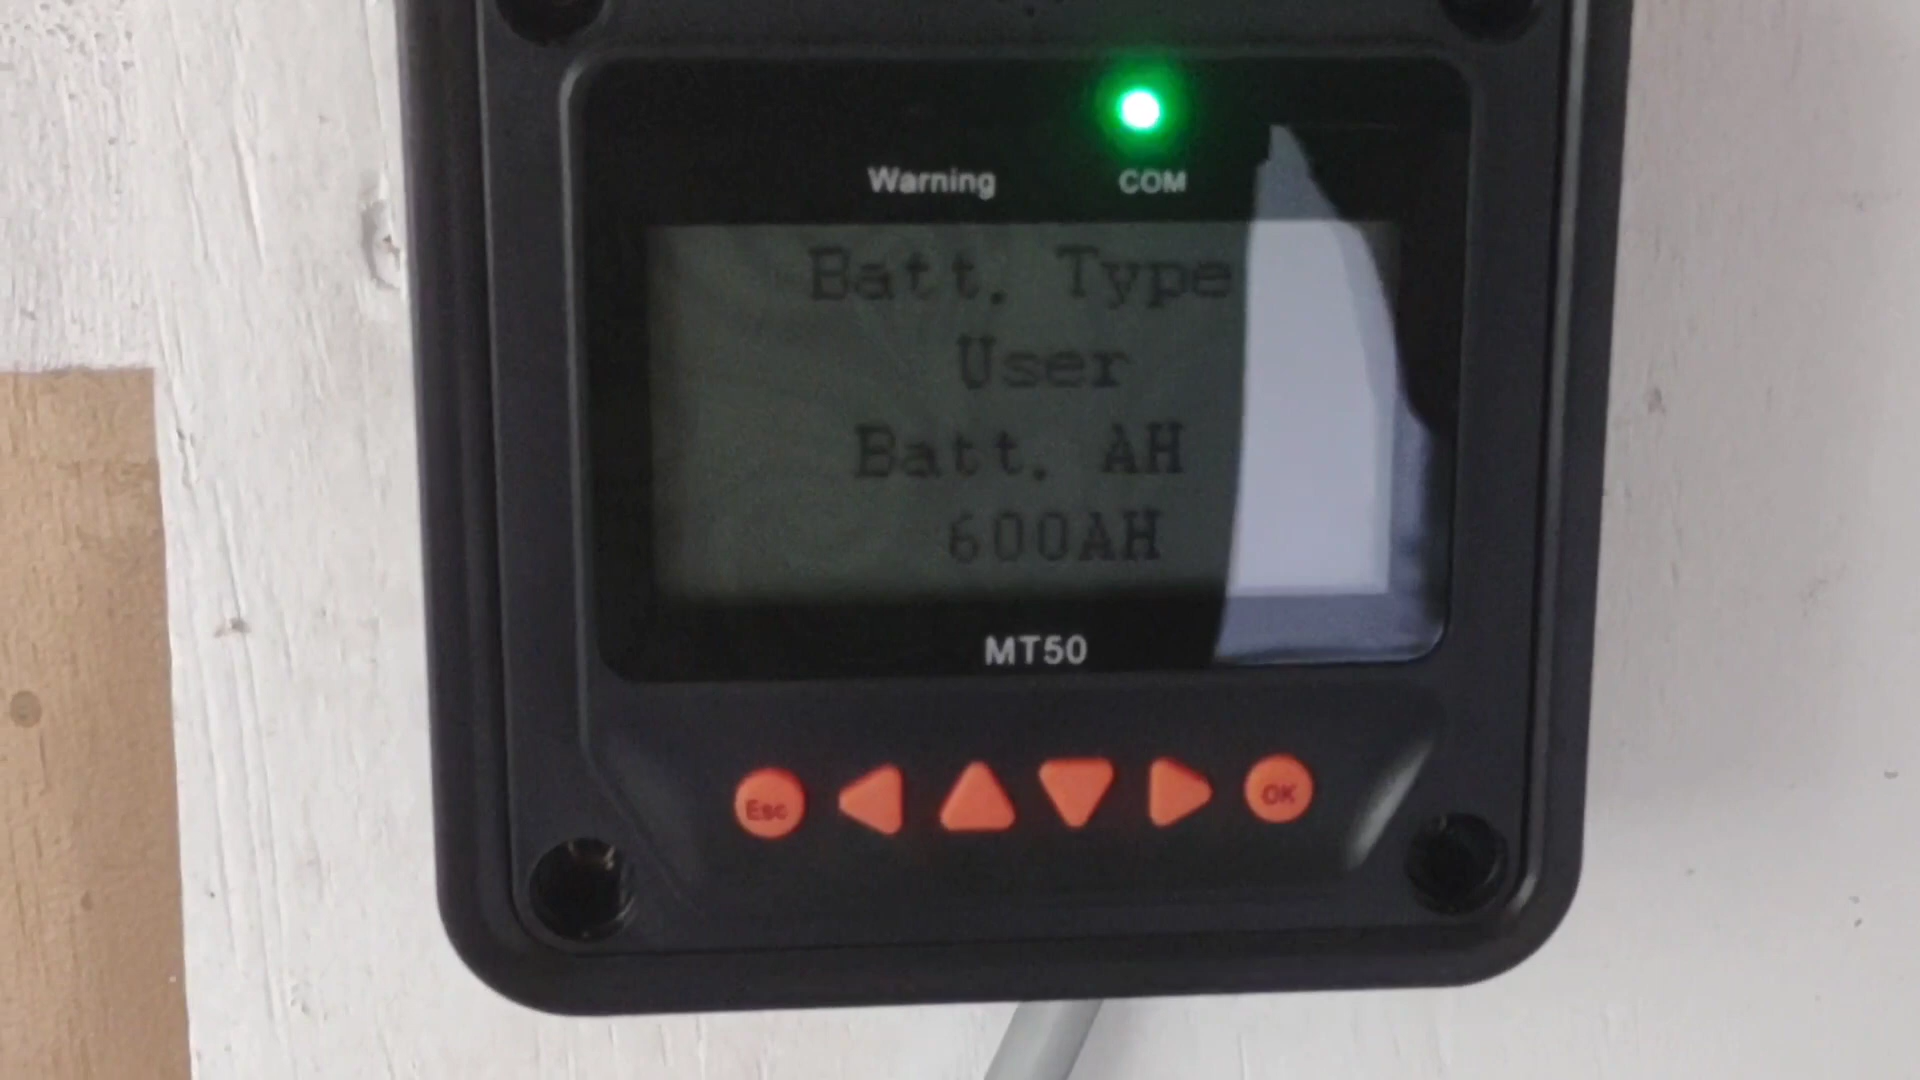 Warning COM
Batt. Type
User
Batt. AH
600AH
MT50
Esc OK